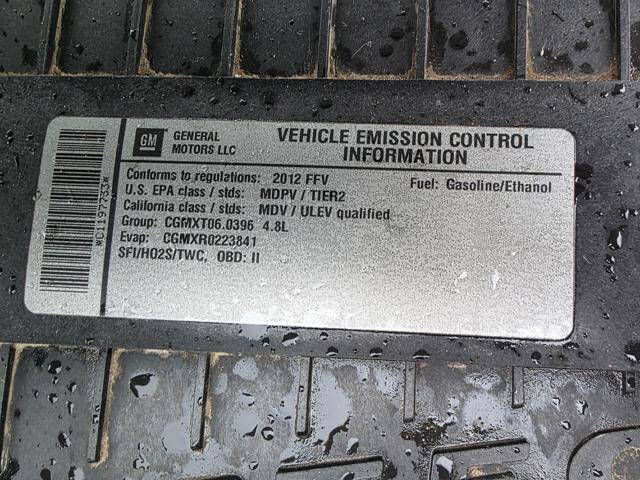 GM
GENERAL
MOTORS LLC
VEHICLE EMISSION CONTROL
INFORMATION
Conforms to regulations: 2012 FFV Fuel: Gasoline/Ethanol
U.S. EPA class / stds: MDPV / TIER2
California class / stds: MDV / ULEV qualified
Group: CGMXT06.0396 4.8L
Evap: CGMXR0223841
SFI/HO2S/TWC, OBD: II